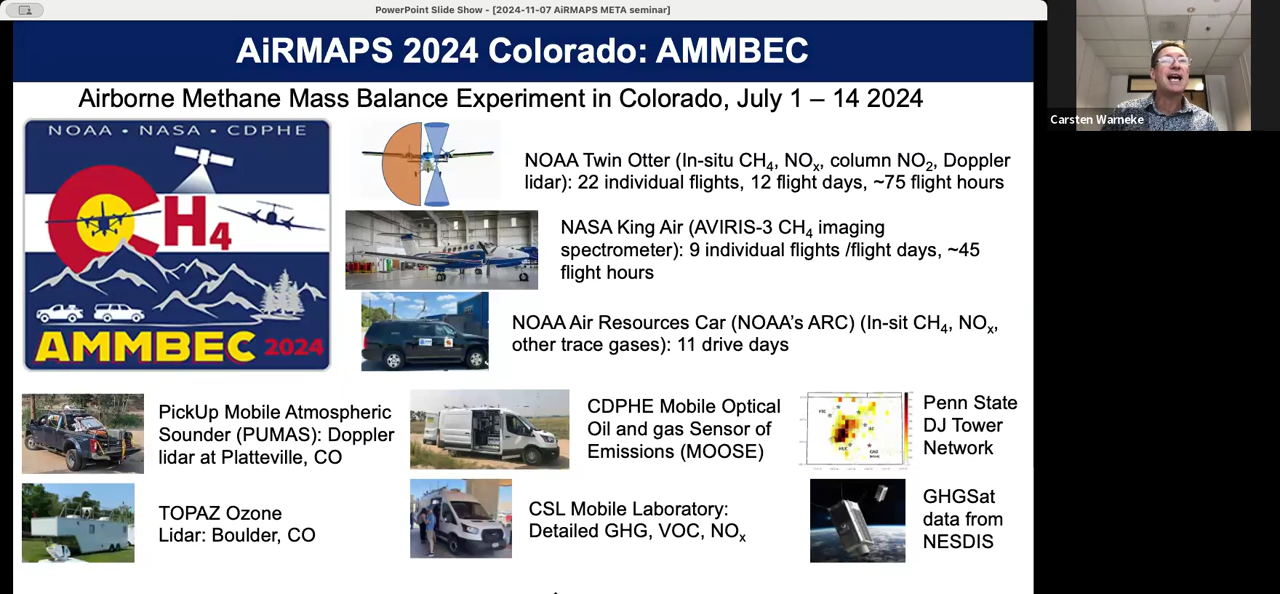 PowerPoint Slide Show - [2024-11-07 AiRMAPS META seminar]
AiRMAPS 2024 Colorado: AMMBEC
Airborne Methane Mass Balance Experiment in Colorado, July 1 – 14 2024
NOAA • NASA • CDPHE
CH4
AMMBEC 2024
NOAA Twin Otter (In-situ CH4, NOx, column NO2, Doppler
lidar): 22 individual flights, 12 flight days, ~75 flight hours
NASA King Air (AVIRIS-3 CH4 imaging
spectrometer): 9 individual flights /flight days, ~45
flight hours
NOAA Air Resources Car (NOAA's ARC) (In-sit CH4, NOx,
other trace gases): 11 drive days
PickUp Mobile Atmospheric
Sounder (PUMAS): Doppler
lidar at Platteville, CO
CDPHE Mobile Optical
Oil and gas Sensor of
Emissions (MOOSE)
Penn State
DJ Tower
Network
TOPAZ Ozone
Lidar: Boulder, CO
CSL Mobile Laboratory:
Detailed GHG, VOC, NOx
GHGSat
data from
NESDIS
Carsten Warneke